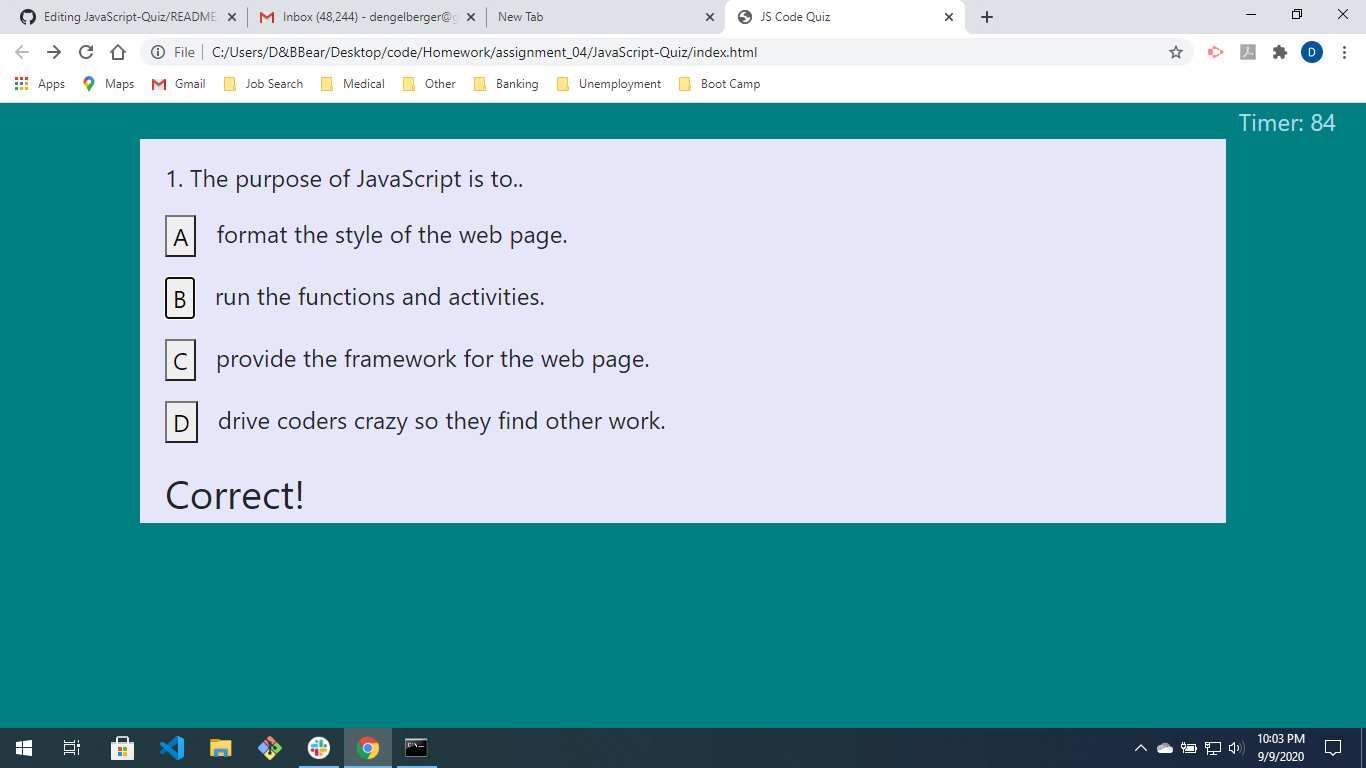 Editing JavaScript-Quiz/README
Inbox (48,244) - dengelberger@g
New Tab
JS Code Quiz
File
C:/Users/D&BBear/Desktop/code/Homework/assignment_04/JavaScript-Quiz/index.html
D
Apps
Maps
Gmail
Job Search
Medical
Other
Banking
Unemployment
Boot Camp
Timer: 84
1. The purpose of JavaScript is to..
A format the style of the web page.
B run the functions and activities.
C provide the framework for the web page.
D drive coders crazy so they find other work.
Correct!
10:03 PM
9/9/2020